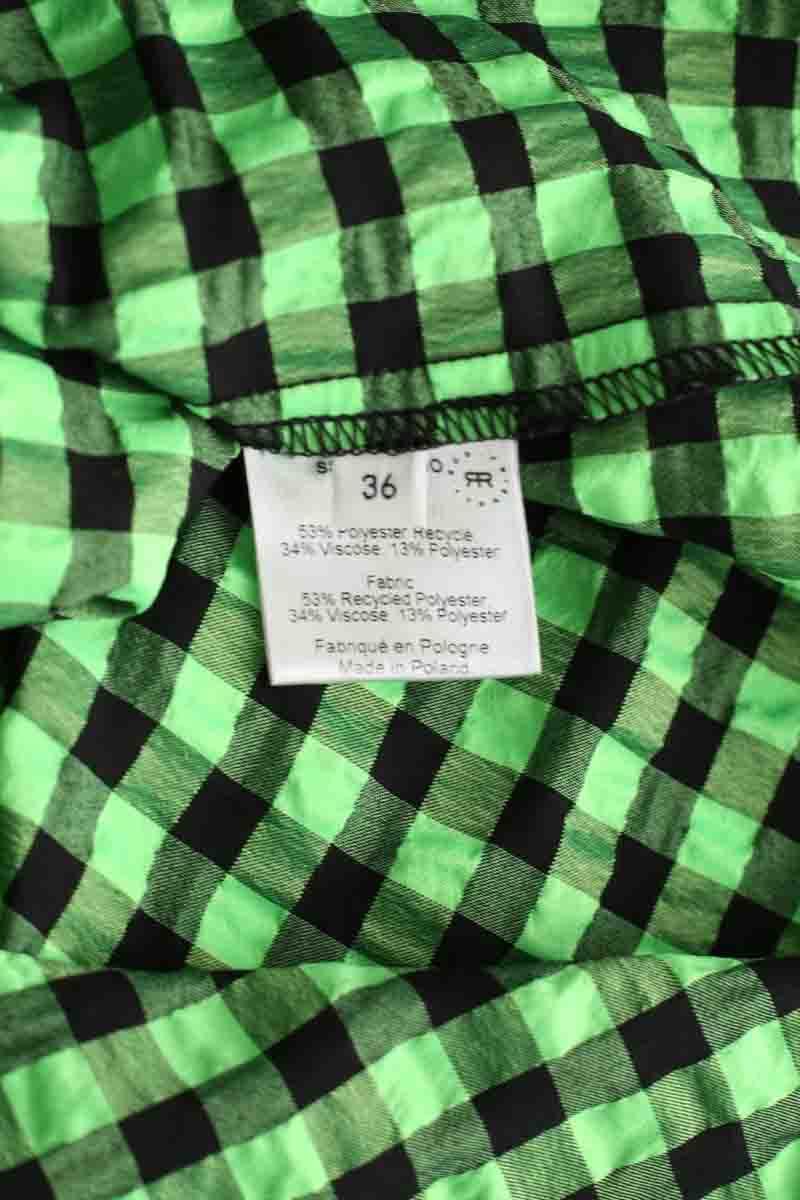 36
53% Polyester Recycle
34% Viscose 13% Polyester
Fabric
53% Recycled Polyester
34% Viscose 13% Polyester
Fabriqué en Pologne
Made in Poland